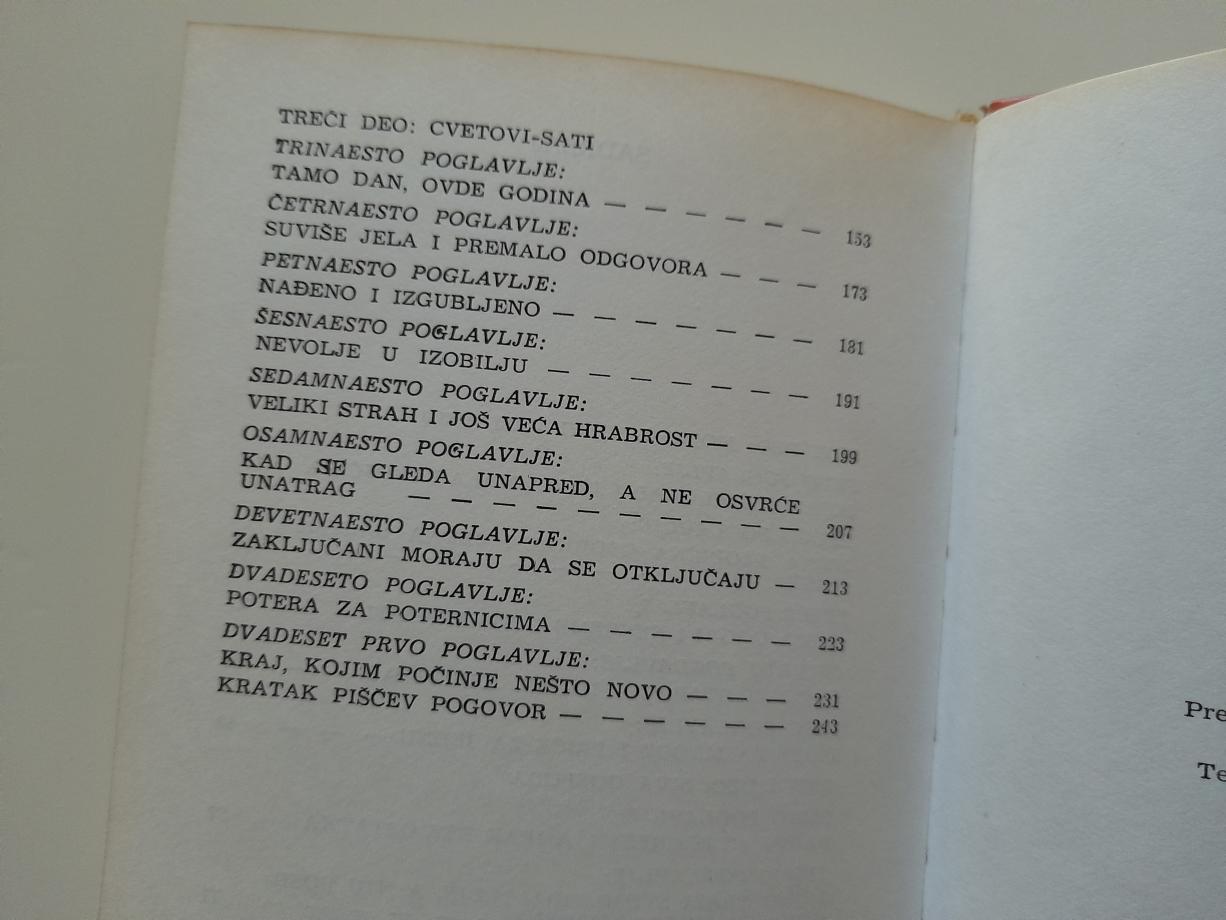 TREĆI DEO: CVETOVI-SATI
TRINAESTO POGLAVLJE:
TAMO DAN, OVDE GODINA — — — — — — 153
ČETRNAESTO POGLAVLJE:
SUVIŠE JELA I PREMALO ODGOVORA — — — 173
PETNAESTO POGLAVLJE:
NAĐENO I IZGUBLJENO — — — — — — — 181
ŠESNAESTO POGLAVLJE:
NEVOLJE U IZOBILJU — — — — — — — 191
SEDAMNAESTO POGLAVLJE:
VELIKI STRAH I JOŠ VEĆA HRABROST — — — 199
OSAMNAESTO POGLAVLJE:
KAD SE GLEDA UNAPRED, A NE OSVRĆE
UNATRAG — — — — — — — — — — 207
DEVETNAESTO POGLAVLJE:
ZAKLJUČANI MORAJU DA SE OTKLJUČAJU — 213
DVADESETO POGLAVLJE:
POTERA ZA POTERNICIMA — — — — — — 223
DVADESET PRVO POGLAVLJE:
KRAJ, KOJIM POČINJE NEŠTO NOVO — — — 231
KRATAK PIŠČEV POGOVOR — — — — — — 243
Pre
Te